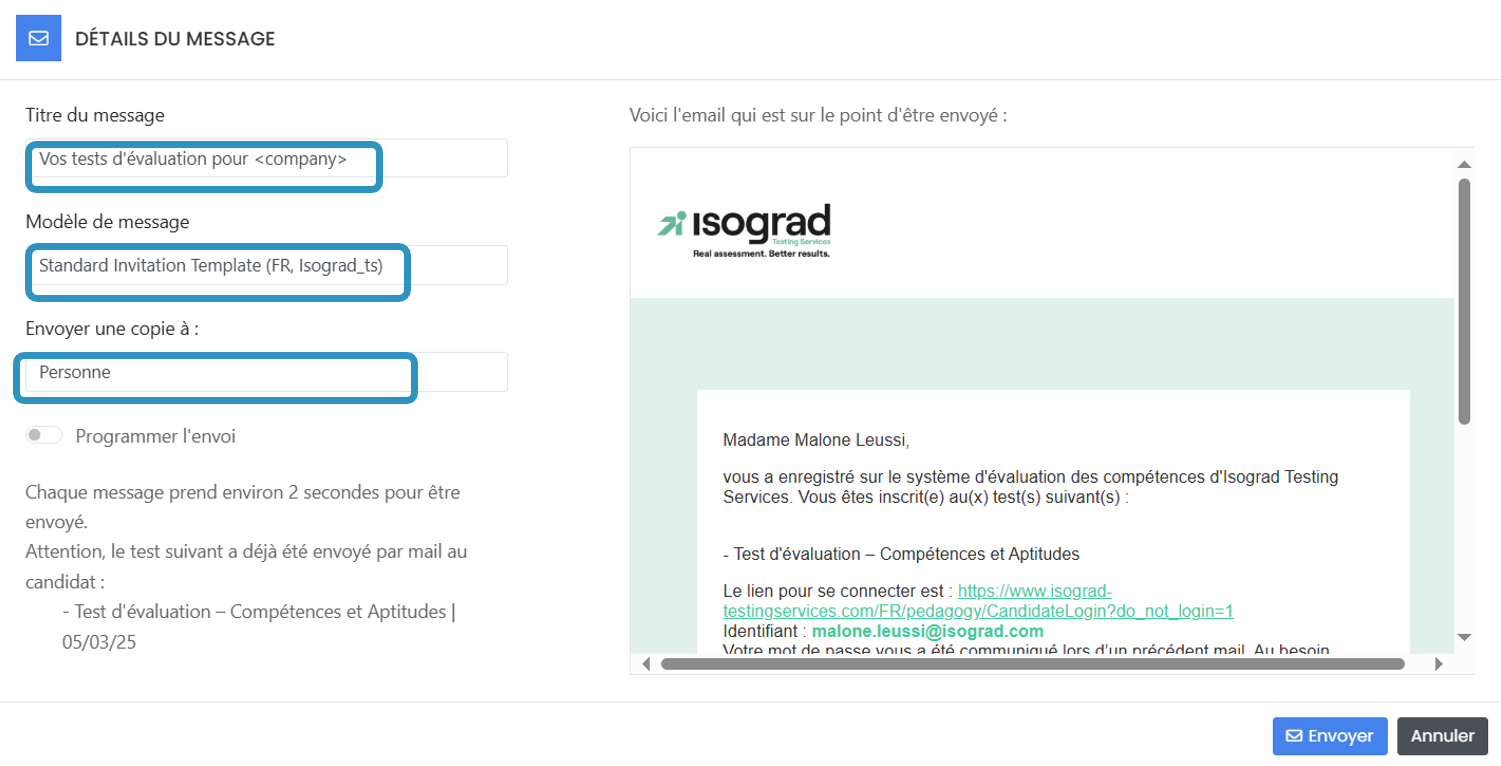 DÉTAILS DU MESSAGE
Titre du message
Vos tests d'évaluation pour <company>
Modèle de message
Standard Invitation Template (FR, Isograd_ts)
Envoyer une copie à :
Personne
Programmer l'envoi
Chaque message prend environ 2 secondes pour être
envoyé.
Attention, le test suivant a déjà été envoyé par mail au
candidat :
- Test d'évaluation – Compétences et Aptitudes |
05/03/25
Voici l'email qui est sur le point d'être envoyé :
isograd
Testing Services
Real assessment. Better results.
Madame Malone Leussi,
vous a enregistré sur le système d'évaluation des compétences d'Isograd Testing
Services. Vous êtes inscrit(e) au(x) test(s) suivant(s) :
- Test d'évaluation – Compétences et Aptitudes
Le lien pour se connecter est : https://www.isograd-
testingservices.com/FR/pedagogy/CandidateLogin?do_not_login=1
Identifiant : malone.leussi@isograd.com
Votre mot de passe vous a été communiqué lors d'un précédent mail. Au besoin
Envoyer
Annuler